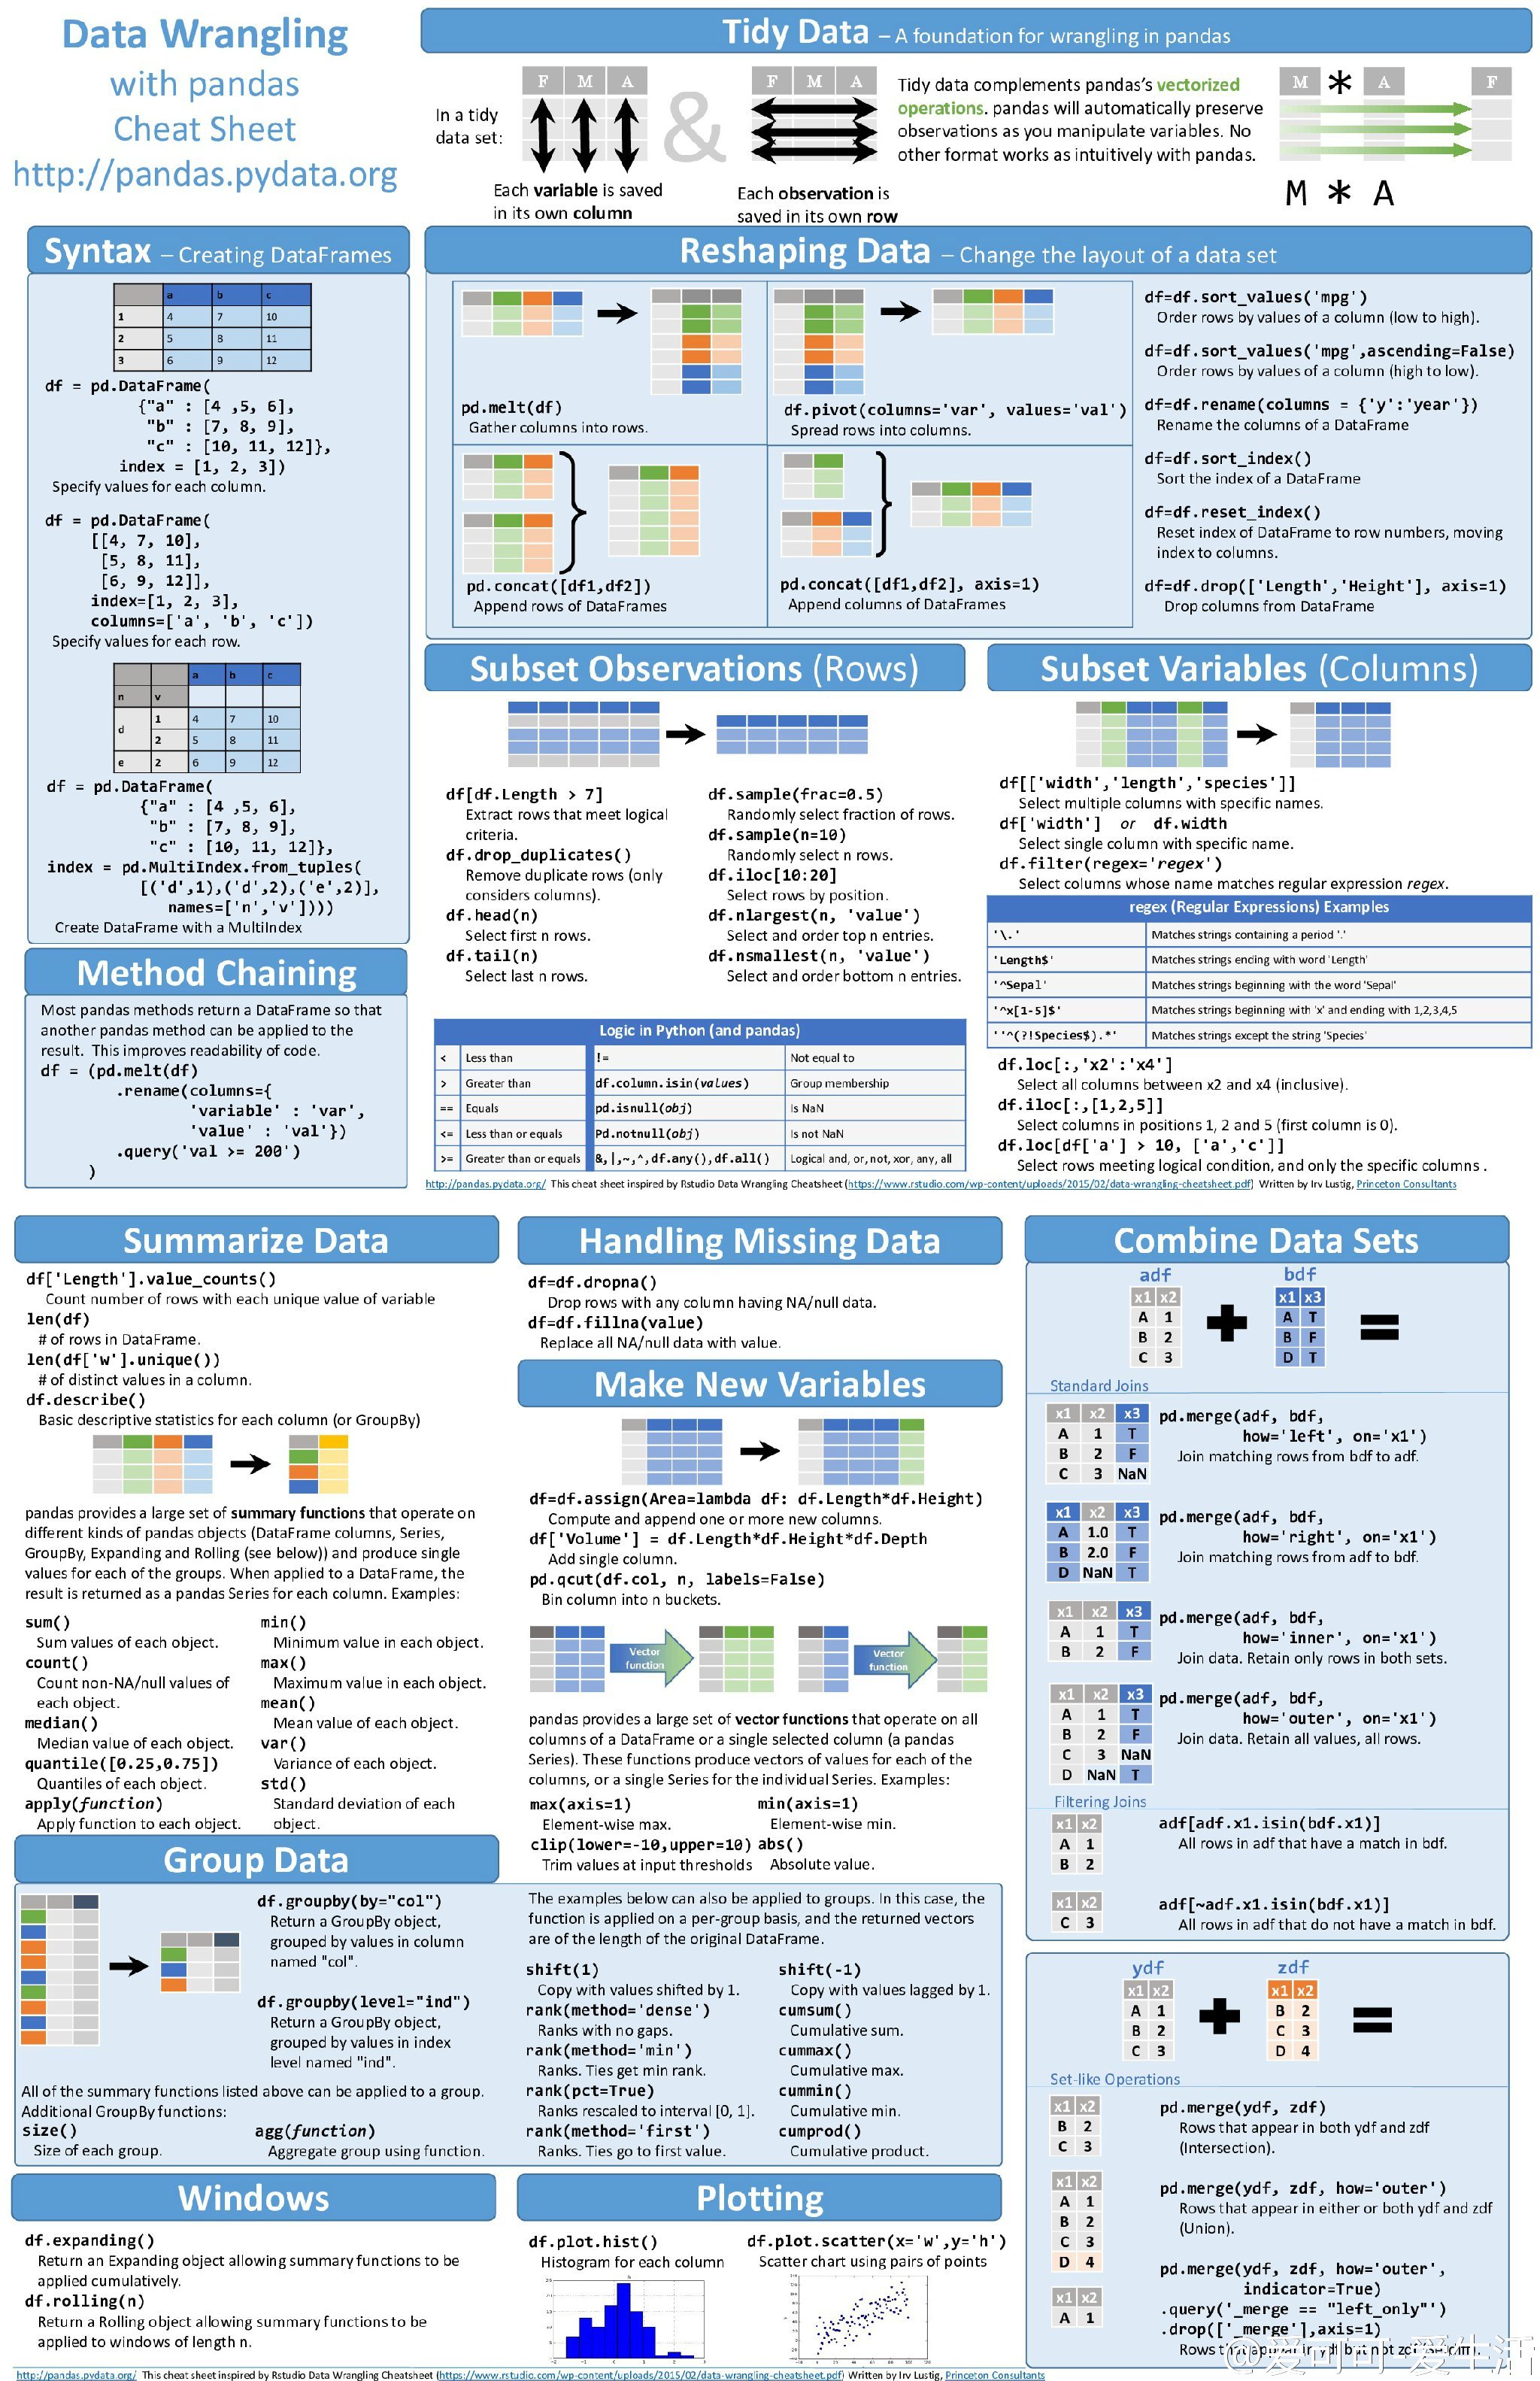 Data Wrangling
with pandas
Cheat Sheet
http://pandas.pydata.org
Tidy Data – A foundation for wrangling in pandas
In a tidy
data set:
F M A
Each variable is saved
in its own column
&
F M A
Each observation is
saved in its own row
Tidy data complements pandas's vectorized
operations. pandas will automatically preserve
observations as you manipulate variables. No
other format works as intuitively with pandas.
M * A F
M * A
Syntax – Creating DataFrames
a b c
1 4 7 10
2 5 8 11
3 6 9 12
df = pd.DataFrame(
{"a" : [4 ,5, 6],
"b" : [7, 8, 9],
"c" : [10, 11, 12]},
index = [1, 2, 3])
Specify values for each column.
df = pd.DataFrame(
[[4, 7, 10],
[5, 8, 11],
[6, 9, 12]],
index=[1, 2, 3],
columns=['a', 'b', 'c'])
Specify values for each row.
a b c
n v
d 1 4 7 10
2 5 8 11
e 2 6 9 12
df = pd.DataFrame(
{"a" : [4 ,5, 6],
"b" : [7, 8, 9],
"c" : [10, 11, 12]},
index = pd.MultiIndex.from_tuples(
[('d',1),('d',2),('e',2)],
names=['n','v'])))
Create DataFrame with a MultiIndex
Method Chaining
Most pandas methods return a DataFrame so that
another pandas method can be applied to the
result. This improves readability of code.
df = (pd.melt(df)
.rename(columns={
'variable' : 'var',
'value' : 'val'})
.query('val >= 200')
)
Reshaping Data – Change the layout of a data set
pd.melt(df)
Gather columns into rows.
df.pivot(columns='var', values='val')
Spread rows into columns.
pd.concat([df1,df2])
Append rows of DataFrames
pd.concat([df1,df2], axis=1)
Append columns of DataFrames
df=df.sort_values('mpg')
Order rows by values of a column (low to high).
df=df.sort_values('mpg',ascending=False)
Order rows by values of a column (high to low).
df=df.rename(columns = {'y':'year'})
Rename the columns of a DataFrame
df=df.sort_index()
Sort the index of a DataFrame
df=df.reset_index()
Reset index of DataFrame to row numbers, moving
index to columns.
df=df.drop(['Length','Height'], axis=1)
Drop columns from DataFrame
Subset Observations (Rows)
df[df.Length > 7]
Extract rows that meet logical
criteria.
df.drop_duplicates()
Remove duplicate rows (only
considers columns).
df.head(n)
Select first n rows.
df.tail(n)
Select last n rows.
df.sample(frac=0.5)
Randomly select fraction of rows.
df.sample(n=10)
Randomly select n rows.
df.iloc[10:20]
Select rows by position.
df.nlargest(n, 'value')
Select and order top n entries.
df.nsmallest(n, 'value')
Select and order bottom n entries.
Logic in Python (and pandas)
< Less than != Not equal to
> Greater than df.column.isin(values) Group membership
== Equals pd.isnull(obj) Is NaN
<= Less than or equals Pd.notnull(obj) Is not NaN
>= Greater than or equals &,|,~,^,df.any(),df.all() Logical and, or, not, xor, any, all
Subset Variables (Columns)
df[['width','length','species']]
Select multiple columns with specific names.
df['width'] or df.width
Select single column with specific name.
df.filter(regex='regex')
Select columns whose name matches regular expression regex.
regex (Regular Expressions) Examples
'\.' Matches strings containing a period '.'
'Length$' Matches strings ending with word 'Length'
'^Sepal' Matches strings beginning with the word 'Sepal'
'^x[1-5]$' Matches strings beginning with 'x' and ending with 1,2,3,4,5
''^(?!Species$).*' Matches strings except the string 'Species'
df.loc[:,'x2':'x4']
Select all columns between x2 and x4 (inclusive).
df.iloc[:,[1,2,5]]
Select columns in positions 1, 2 and 5 (first column is 0).
df.loc[df['a'] > 10, ['a','c']]
Select rows meeting logical condition, and only the specific columns .
http://pandas.pydata.org/ This cheat sheet inspired by Rstudio Data Wrangling Cheatsheet (https://www.rstudio.com/wp-content/uploads/2015/02/data-wrangling-cheatsheet.pdf) Written by Irv Lustig, Princeton Consultants
Summarize Data
df['Length'].value_counts()
Count number of rows with each unique value of variable
len(df)
# of rows in DataFrame.
len(df['w'].unique())
# of distinct values in a column.
df.describe()
Basic descriptive statistics for each column (or GroupBy)
pandas provides a large set of summary functions that operate on
different kinds of pandas objects (DataFrame columns, Series,
GroupBy, Expanding and Rolling (see below)) and produce single
values for each of the groups. When applied to a DataFrame, the
result is returned as a pandas Series for each column. Examples:
sum()
Sum values of each object.
count()
Count non-NA/null values of
each object.
median()
Median value of each object.
quantile([0.25,0.75])
Quantiles of each object.
apply(function)
Apply function to each object.
min()
Minimum value in each object.
max()
Maximum value in each object.
mean()
Mean value of each object.
var()
Variance of each object.
std()
Standard deviation of each
object.
Group Data
df.groupby(by="col")
Return a GroupBy object,
grouped by values in column
named "col".
df.groupby(level="ind")
Return a GroupBy object,
grouped by values in index
level named "ind".
All of the summary functions listed above can be applied to a group.
Additional GroupBy functions:
size()
Size of each group.
agg(function)
Aggregate group using function.
Windows
df.expanding()
Return an Expanding object allowing summary functions to be
applied cumulatively.
df.rolling(n)
Return a Rolling object allowing summary functions to be
applied to windows of length n.
Handling Missing Data
df=df.dropna()
Drop rows with any column having NA/null data.
df=df.fillna(value)
Replace all NA/null data with value.
Make New Variables
df=df.assign(Area=lambda df: df.Length*df.Height)
Compute and append one or more new columns.
df['Volume'] = df.Length*df.Height*df.Depth
Add single column.
pd.qcut(df.col, n, labels=False)
Bin column into n buckets.
Vector
function
Vector
function
pandas provides a large set of vector functions that operate on all
columns of a DataFrame or a single selected column (a pandas
Series). These functions produce vectors of values for each of the
columns, or a single Series for the individual Series. Examples:
max(axis=1)
Element-wise max.
clip(lower=-10,upper=10)
Trim values at input thresholds
min(axis=1)
Element-wise min.
abs()
Absolute value.
The examples below can also be applied to groups. In this case, the
function is applied on a per-group basis, and the returned vectors
are of the length of the original DataFrame.
shift(1)
Copy with values shifted by 1.
rank(method='dense')
Ranks with no gaps.
rank(method='min')
Ranks. Ties get min rank.
rank(pct=True)
Ranks rescaled to interval [0, 1].
rank(method='first')
Ranks. Ties go to first value.
shift(-1)
Copy with values lagged by 1.
cumsum()
Cumulative sum.
cummax()
Cumulative max.
cummin()
Cumulative min.
cumprod()
Cumulative product.
Plotting
df.plot.hist()
Histogram for each column
df.plot.scatter(x='w',y='h')
Scatter chart using pairs of points
Combine Data Sets
adf bdf
x1 x2 x1 x3
A 1 A T
B 2 B F
C 3 D T
+ =
Standard Joins
x1 x2 x3
A 1 T
B 2 F
C 3 NaN
pd.merge(adf, bdf,
how='left', on='x1')
Join matching rows from bdf to adf.
x1 x2 x3
A 1.0 T
B 2.0 F
D NaN T
pd.merge(adf, bdf,
how='right', on='x1')
Join matching rows from adf to bdf.
x1 x2 x3
A 1 T
B 2 F
pd.merge(adf, bdf,
how='inner', on='x1')
Join data. Retain only rows in both sets.
x1 x2 x3
A 1 T
B 2 F
C 3 NaN
D NaN T
pd.merge(adf, bdf,
how='outer', on='x1')
Join data. Retain all values, all rows.
Filtering Joins
x1 x2
A 1
B 2
adf[adf.x1.isin(bdf.x1)]
All rows in adf that have a match in bdf.
x1 x2
C 3
adf[~adf.x1.isin(bdf.x1)]
All rows in adf that do not have a match in bdf.
ydf zdf
x1 x2 x1 x2
A 1 B 2
B 2 C 3
C 3 D 4
+ =
Set-like Operations
x1 x2
B 2
C 3
pd.merge(ydf, zdf)
Rows that appear in both ydf and zdf
(Intersection).
x1 x2
A 1
B 2
C 3
D 4
pd.merge(ydf, zdf, how='outer')
Rows that appear in either or both ydf and zdf
(Union).
x1 x2
A 1
pd.merge(ydf, zdf, how='outer',
indicator=True)
.query('_merge == "left_only"')
.drop(['_merge'],axis=1)
Rows that appear in ydf but not zdf (Setdiff).
@爱可可-爱生活
http://pandas.pydata.org/ This cheat sheet inspired by Rstudio Data Wrangling Cheatsheet (https://www.rstudio.com/wp-content/uploads/2015/02/data-wrangling-cheatsheet.pdf) Written by Irv Lustig, Princeton Consultants